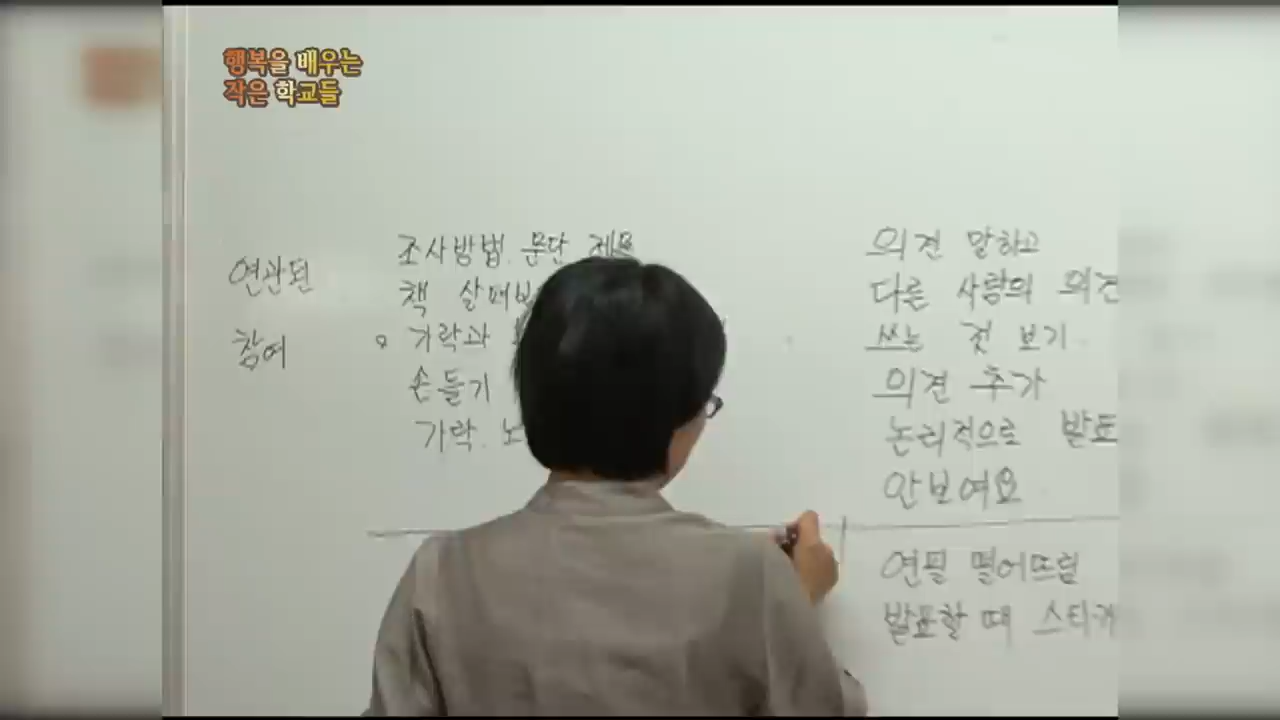 행복을 배우는
작은 학교들
연관된
참여
조사방법. 문단
책 살펴보
가락과
손들기
가락.
의견 말하고
다른 사람의 의견
쓰는 것 보기.
의견 추가
논리적으로 발표
안보여요
연필 떨어뜨림
발표할 때 스티커